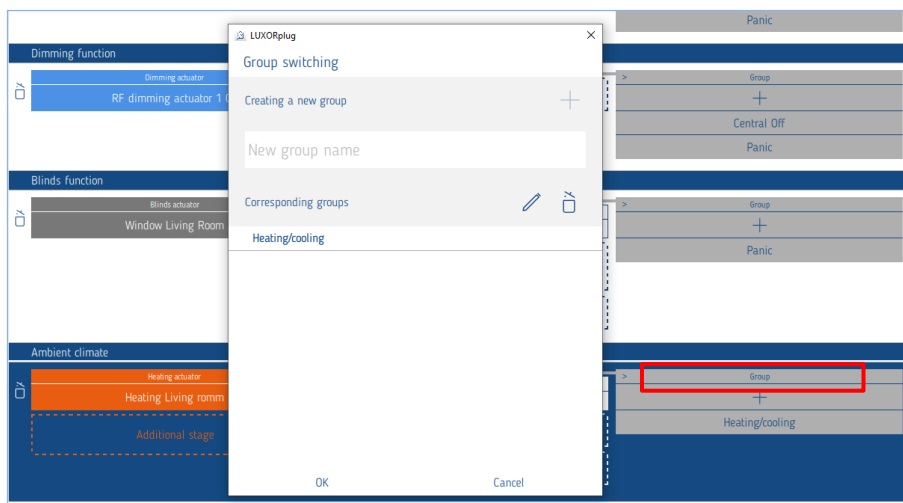 Panic
LUXORplug
Group switching
Creating a new group
New group name
Corresponding groups
Heating/cooling
OK
Cancel
Dimming function
Dimming actuator
RF dimming actuator 1
> Group
Central Off
Panic
Blinds function
Blinds actuator
Window Living Room
> Group
Panic
Ambient climate
Heating actuator
Heating Living romm
Additional stage
> Group
Heating/cooling